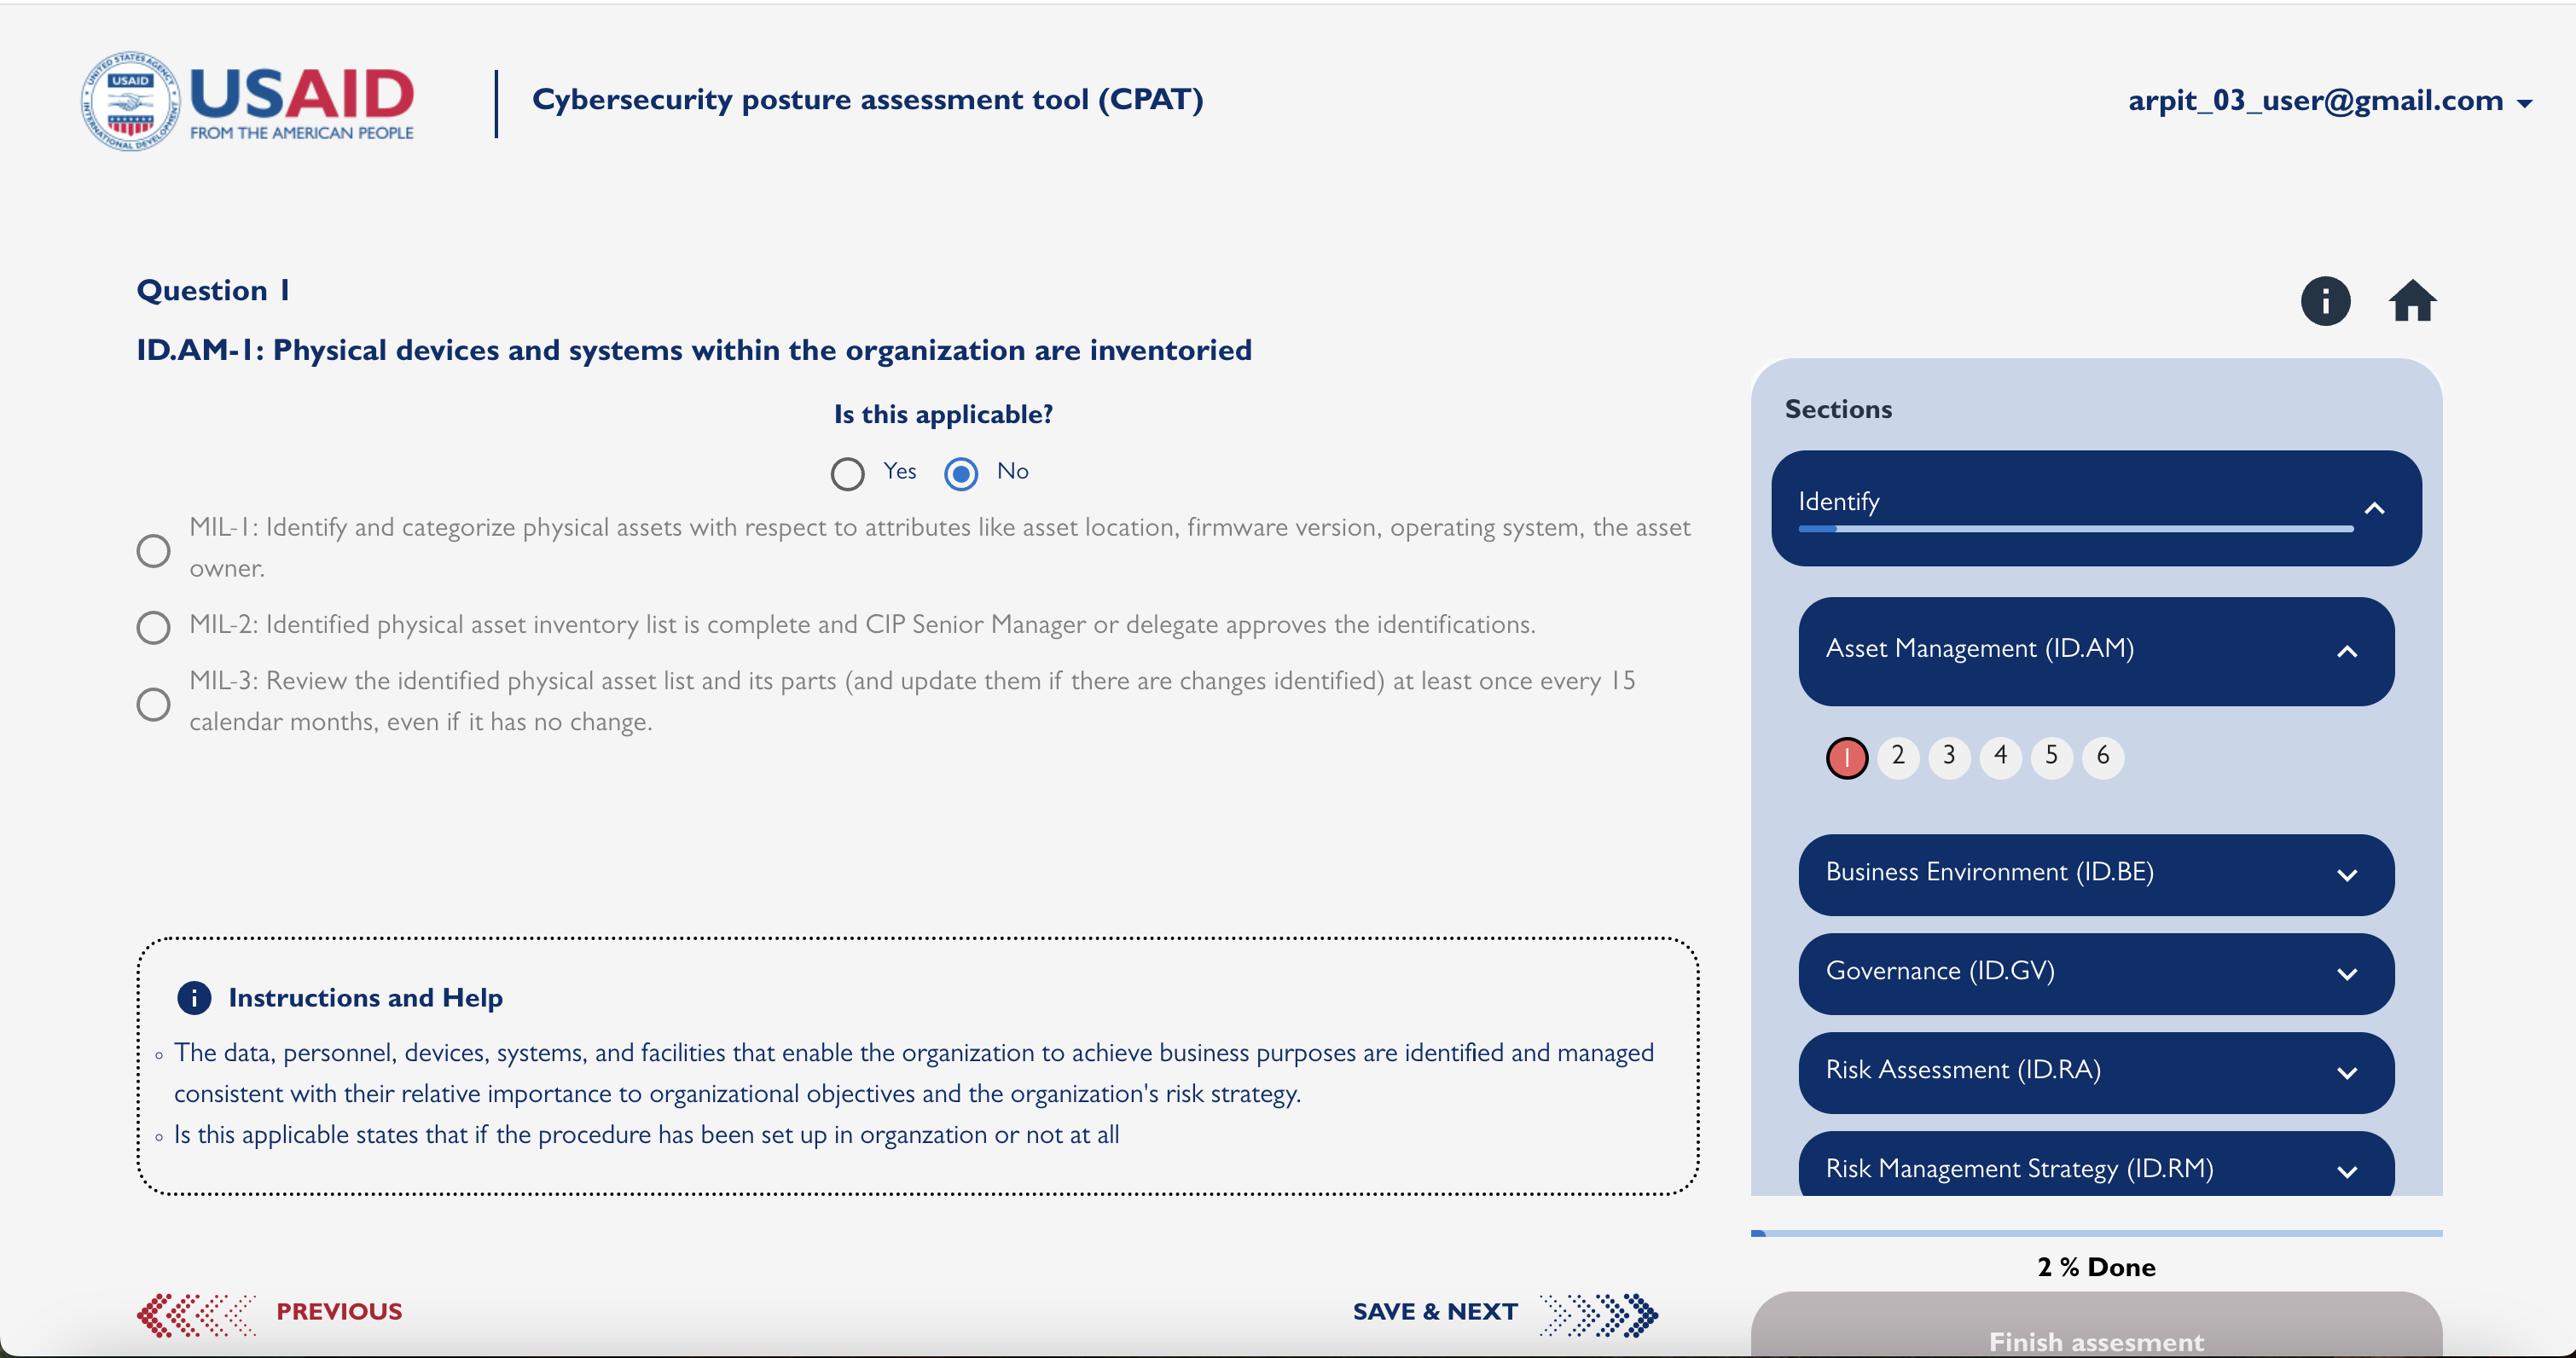 UNITED STATES AGENCY
USAID
INTERNATIONAL DEVELOPMENT
USAID
FROM THE AMERICAN PEOPLE
Cybersecurity posture assessment tool (CPAT)
arpit_03_user@gmail.com
Question 1
ID.AM-1: Physical devices and systems within the organization are inventoried
Is this applicable?
Yes
No
MIL-1: Identify and categorize physical assets with respect to attributes like asset location, firmware version, operating system, the asset
owner.
MIL-2: Identified physical asset inventory list is complete and CIP Senior Manager or delegate approves the identifications.
MIL-3: Review the identified physical asset list and its parts (and update them if there are changes identified) at least once every 15
calendar months, even if it has no change.
Instructions and Help
The data, personnel, devices, systems, and facilities that enable the organization to achieve business purposes are identified and managed
consistent with their relative importance to organizational objectives and the organization's risk strategy.
Is this applicable states that if the procedure has been set up in organzation or not at all
PREVIOUS
SAVE & NEXT
Sections
Identify
Asset Management (ID.AM)
1 2 3 4 5 6
Business Environment (ID.BE)
Governance (ID.GV)
Risk Assessment (ID.RA)
Risk Management Strategy (ID.RM)
2 % Done
Finish assesment